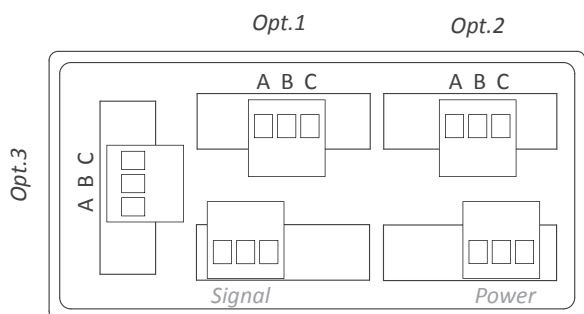 Opt.1 Opt.2
A B C A B C
Opt.3
A B C
Signal Power